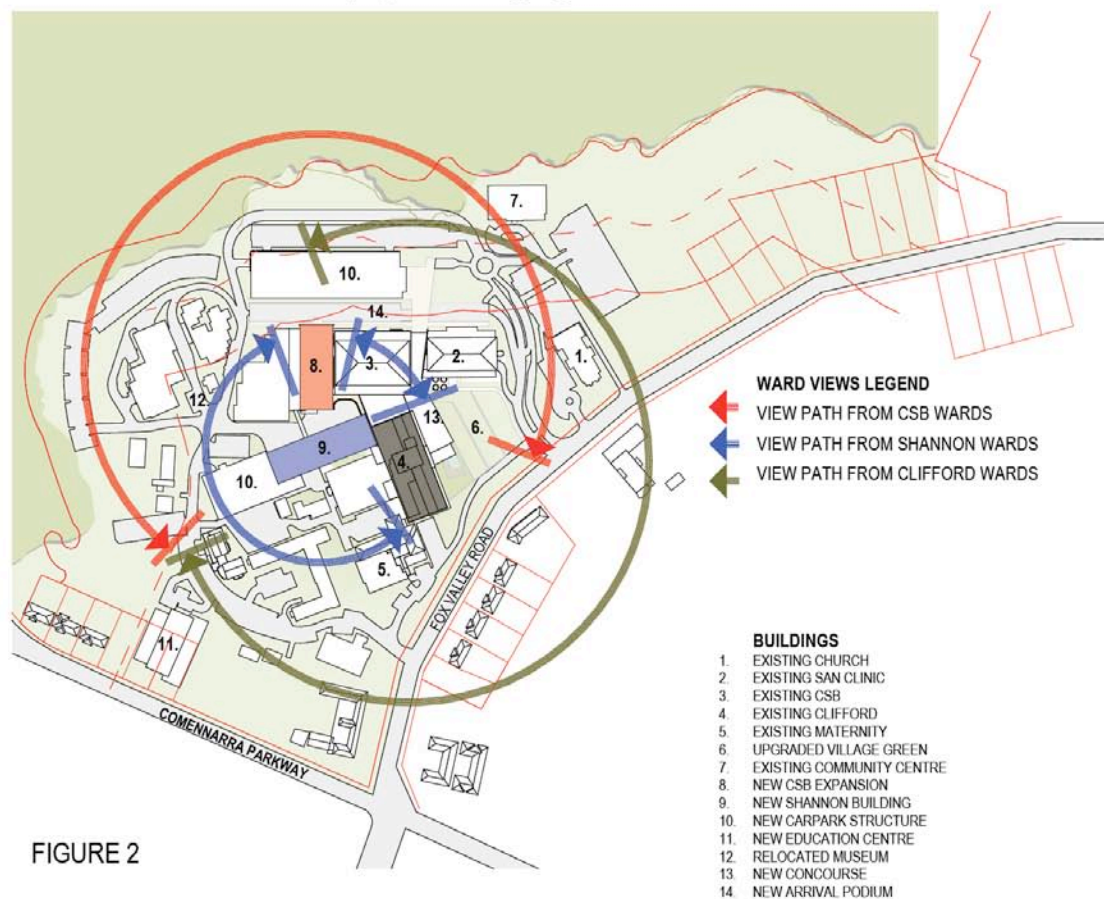 7.
10.
14.
8.
3.
2.
1.
12.
13.
6.
9.
4.
10.
5.
11.
FOX VALLEY ROAD
COMENNARRA PARKWAY
WARD VIEWS LEGEND
VIEW PATH FROM CSB WARDS
VIEW PATH FROM SHANNON WARDS
VIEW PATH FROM CLIFFORD WARDS
BUILDINGS
1. EXISTING CHURCH
2. EXISTING SAN CLINIC
3. EXISTING CSB
4. EXISTING CLIFFORD
5. EXISTING MATERNITY
6. UPGRADED VILLAGE GREEN
7. EXISTING COMMUNITY CENTRE
8. NEW CSB EXPANSION
9. NEW SHANNON BUILDING
10. NEW CARPARK STRUCTURE
11. NEW EDUCATION CENTRE
12. RELOCATED MUSEUM
13. NEW CONCOURSE
14. NEW ARRIVAL PODIUM
FIGURE 2